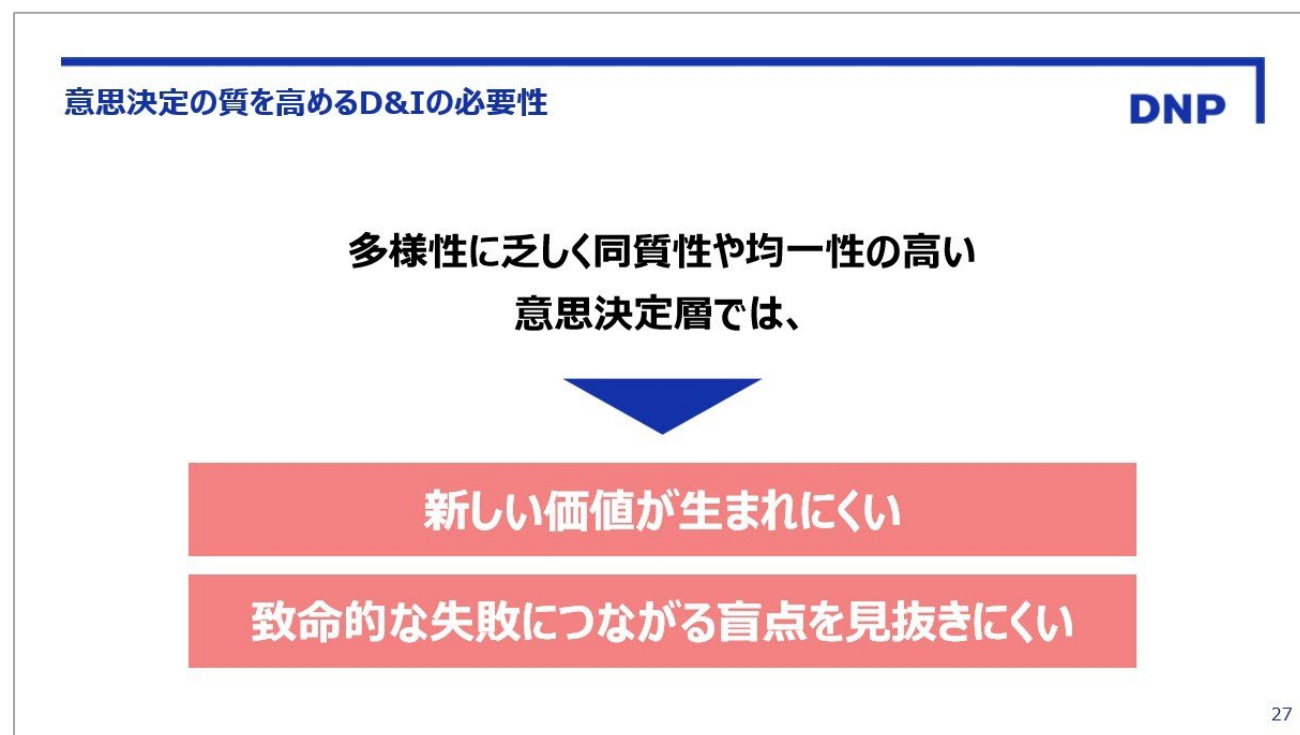 意思決定の質を高めるD&Iの必要性
DNP
多様性に乏しく同質性や均一性の高い
意思決定層では、
新しい価値が生まれにくい
致命的な失敗につながる盲点を見抜きにくい
27